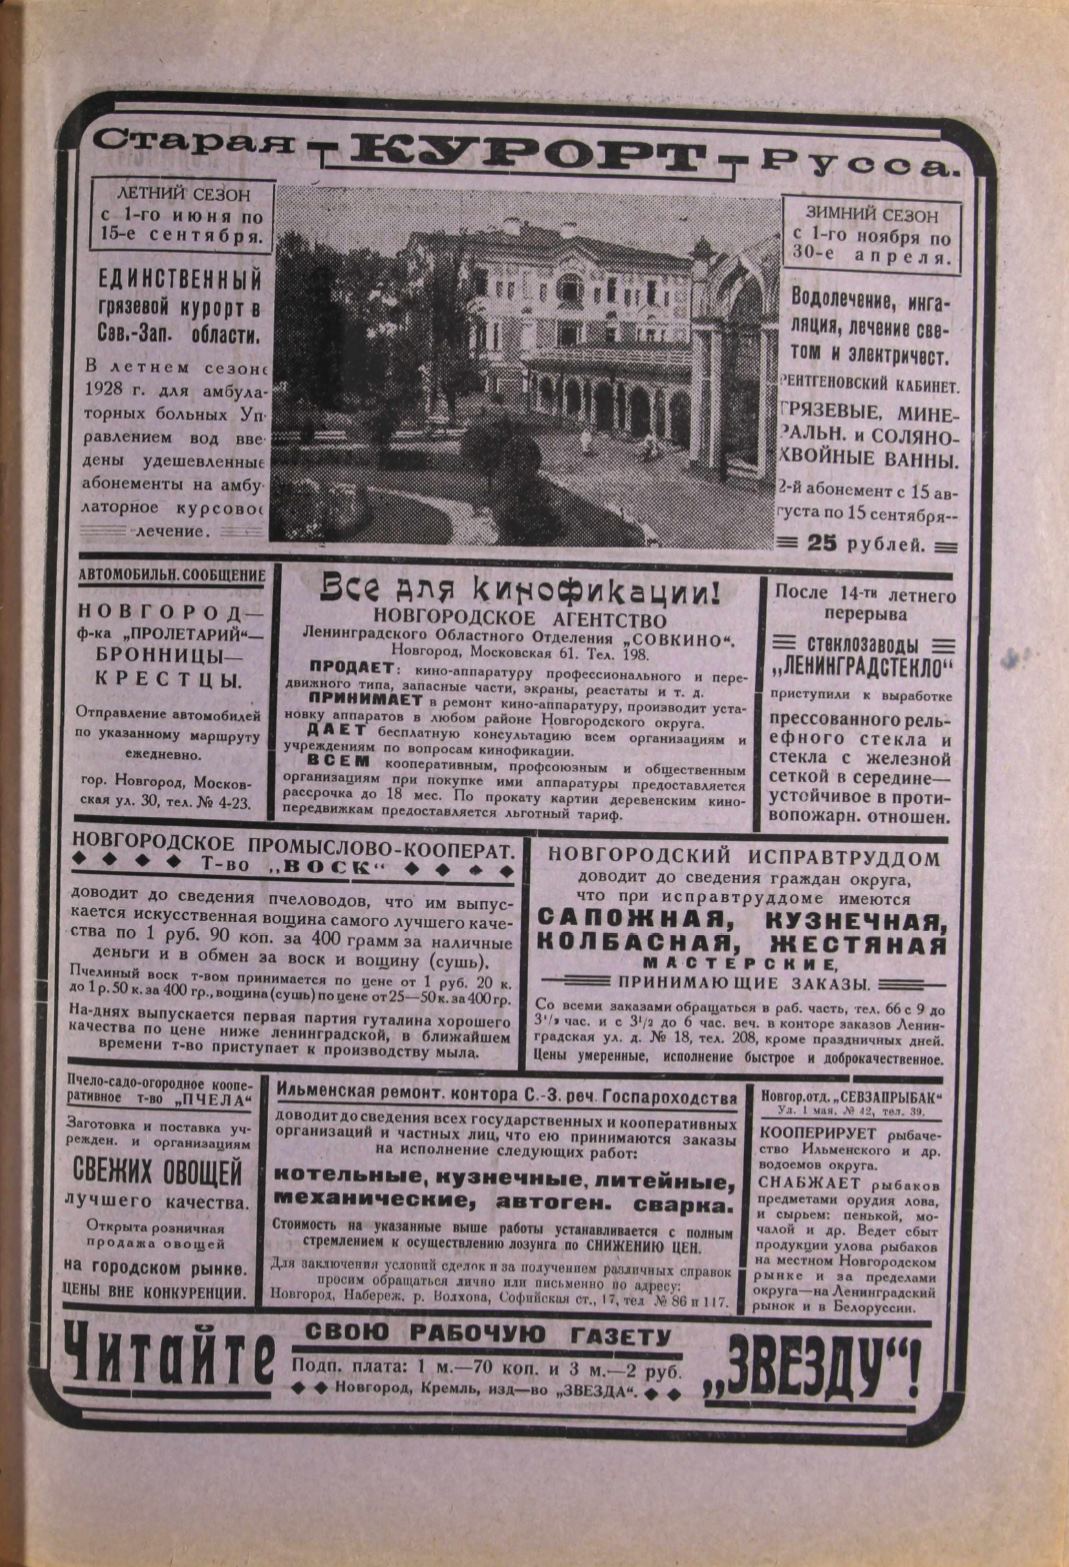 Старая КУРОРТ Русса.
ЛЕТНИЙ СЕЗОН
с 1-го июня по
15-е сентября.
ЕДИНСТВЕННЫЙ
грязевой курорт в
Сев.-Зап. области.
В летнем сезоне
1928 г. для амбула-
торных больных Уп
равлением вод вве
дены удешевленные
абонементы на амбу
латорное курсовое
лечение.
ЗИМНИЙ СЕЗОН
с 1-го ноября по
30-е апреля.
Водолечение, инга-
ляция, лечение све-
том и электричест.
РЕНТГЕНОВСКИЙ КАБИНЕТ.
ГРЯЗЕВЫЕ, МИНЕ-
РАЛЬН. и СОЛЯНО-
ХВОЙНЫЕ ВАННЫ.
2-й абонемент с 15 ав-
густа по 15 сентября--
25 рублей.
АВТОМОБИЛЬН. СООБЩЕНИЕ
НОВГОРОД—
ф-ка „ПРОЛЕТАРИЙ“—
БРОННИЦЫ—
КРЕСТЦЫ.
Отправление автомобилей
по указанному маршруту
ежедневно.
гор. Новгород, Москов-
ская ул. 30, тел. № 4-23.
Все для кинофикации!
НОВГОРОДСКОЕ АГЕНТСТВО
Ленинградского Областного Отделения „СОВКИНО“.
Новгород, Московская 61. Тел. 198.
ПРОДАЕТ: кино-аппаратуру профессионального и пере-
движного типа, запасные части, экраны, реастаты и т. д.
ПРИНИМАЕТ в ремонт кино-аппаратуру, производит уста-
новку аппаратов в любом районе Новгородского округа.
ДАЕТ бесплатную консультацию всем организациям и
учреждениям по вопросам кинофикации.
ВСЕМ кооперативным, профсоюзным и общественным
организациям при покупке ими аппаратуры предоставляется
рассрочка до 18 мес. По прокату картин деревенским кино-
передвижкам предоставляется льготный тариф.
После 14-ти летнего
перерыва
СТЕКЛОЗАВОДЫ
„ЛЕНИНГРАДСТЕКЛО“
приступили к выработке
прессованного рель-
ефного стекла и
стекла с железной
сеткой в середине—
устойчивое в проти-
вопожарн. отношен.
НОВГОРОДСКОЕ ПРОМЫСЛОВО-КООПЕРАТ.
Т-во „ВОСК“
доводит до сведения пчеловодов, что им выпус-
кается искусственная вощина самого лучшего каче-
ства по 1 руб. 90 коп. за 400 грамм за наличные
деньги и в обмен за воск и вощину (сушь).
Пчелиный воск т-вом принимается по цене от 1 руб. 20 к.
до 1 р. 50 к. за 400 гр., вощина (сушь) по цене от 25—50 к. за 400 гр.
На-днях выпускается первая партия гуталина хорошего
качества по цене ниже ленинградской, в ближайшем
времени т-во приступает к производству мыла.
НОВГОРОДСКИЙ ИСПРАВТРУДДОМ
доводит до сведения граждан округа,
что при исправтруддоме имеются
САПОЖНАЯ, КУЗНЕЧНАЯ,
КОЛБАСНАЯ, ЖЕСТЯНАЯ
МАСТЕРСКИЕ,
ПРИНИМАЮЩИЕ ЗАКАЗЫ.
Со всеми заказами обращаться в раб. часть, тел. 66 с 9 до
3¹/₂ час. и с 3¹/₂ до 6 час. веч. в конторе заказов Ленин-
градская ул. д. № 18, тел. 208, кроме праздничных дней.
Цены умеренные, исполнение быстрое и доброкачественное.
Пчело-садо-огородное коопе-
ративное т-во „ПЧЕЛА“
Заготовка и поставка уч-
режден. и организациям
СВЕЖИХ ОВОЩЕЙ
лучшего качества.
Открыта розничная
продажа овощей
на городском рынке.
ЦЕНЫ ВНЕ КОНКУРЕНЦИИ.
Ильменская ремонт. контора С.-З. реч. Госпароходства
доводит до сведения всех государственных и кооперативных
организаций и частных лиц, что ею принимаются заказы
на исполнение следующих работ:
котельные, кузнечные, литейные,
механические, автоген. сварка.
Стоимость на указанные выше работы устанавливается с полным
стремлением к осуществлению лозунга по СНИЖЕНИЮ ЦЕН.
Для заключения условий сделок и за получением различных справок
просим обращаться лично или письменно по адресу:
Новгород, Набереж. р. Волхова, Софийская ст., 17, тел № 86 и 117.
Новгор. отд. „СЕВЗАПРЫБАК“
Ул. 1 мая, № 42, тел. 39.
КООПЕРИРУЕТ рыбаче-
ство Ильменского и др.
водоемов округа.
СНАБЖАЕТ рыбаков
предметами орудия лова,
и сырьем: пенькой, мо-
чалой и др. Ведет сбыт
продукции улова рыбаков
на местном Новгородском
рынке и за пределами
округа—на Ленинградский
рынок и в Белоруссии.
Читайте СВОЮ РАБОЧУЮ ГАЗЕТУ „ЗВЕЗДУ“!
Подп. плата: 1 м.—70 коп. и 3 м.—2 руб.
Новгород, Кремль, изд—во „ЗВЕЗДА“.